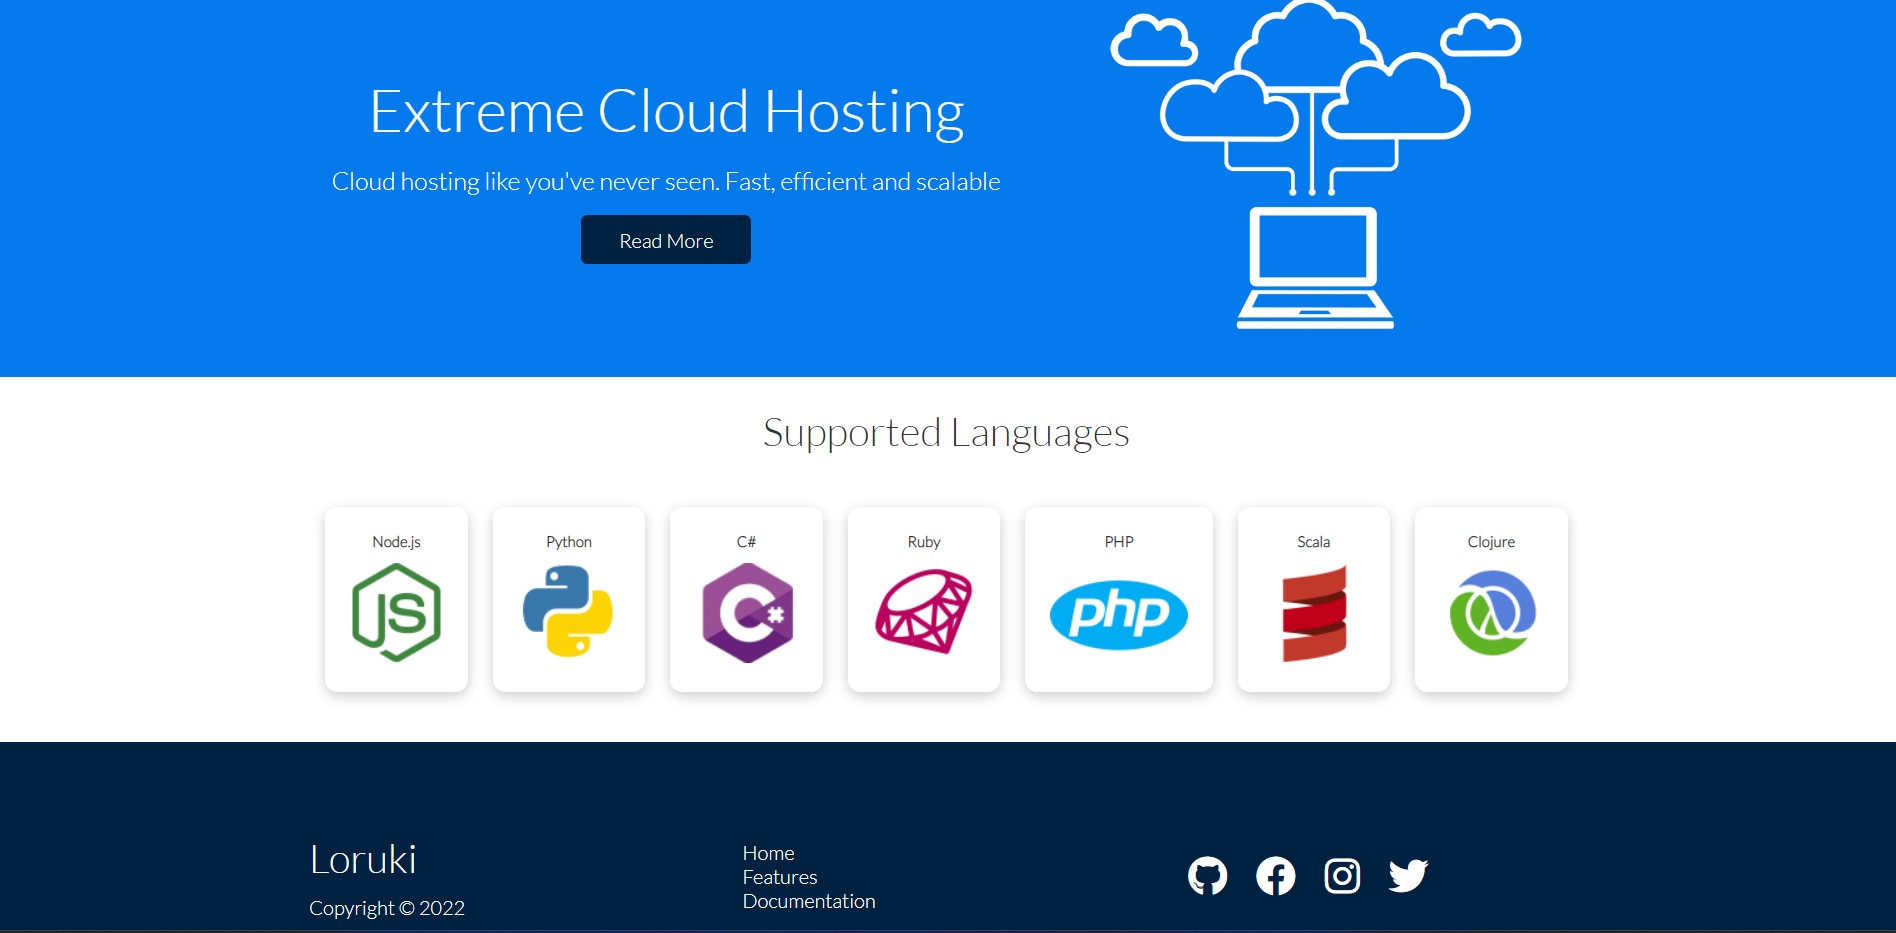 Extreme Cloud Hosting
Cloud hosting like you've never seen. Fast, efficient and scalable
Read More
Supported Languages
Node.js
Python
C#
Ruby
PHP
Scala
Clojure
JS
C#
php
Loruki
Copyright © 2022
Home
Features
Documentation